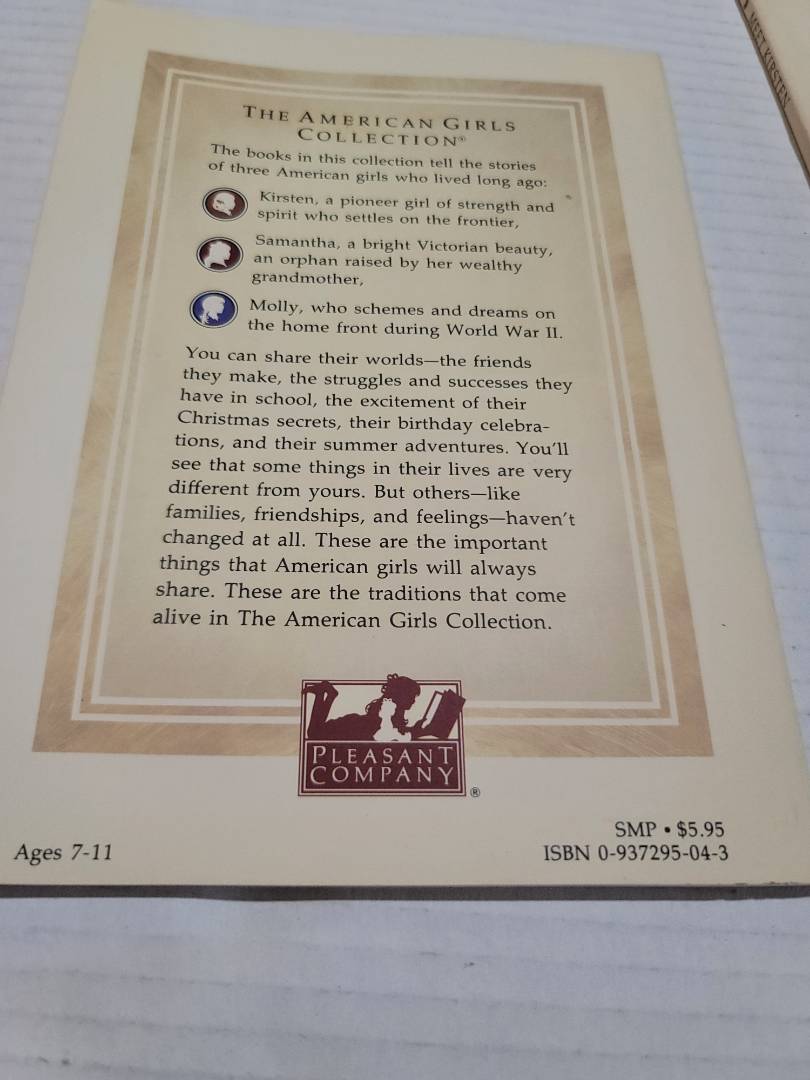 THE AMERICAN GIRLS
COLLECTION®
The books in this collection tell the stories
of three American girls who lived long ago:
Kirsten, a pioneer girl of strength and
spirit who settles on the frontier,
Samantha, a bright Victorian beauty,
an orphan raised by her wealthy
grandmother,
Molly, who schemes and dreams on
the home front during World War II.
You can share their worlds—the friends
they make, the struggles and successes they
have in school, the excitement of their
Christmas secrets, their birthday celebra-
tions, and their summer adventures. You'll
see that some things in their lives are very
different from yours. But others—like
families, friendships, and feelings—haven't
changed at all. These are the important
things that American girls will always
share. These are the traditions that come
alive in The American Girls Collection.
PLEASANT
COMPANY®
Ages 7-11
SMP • $5.95
ISBN 0-937295-04-3
MEET KIRSTEN